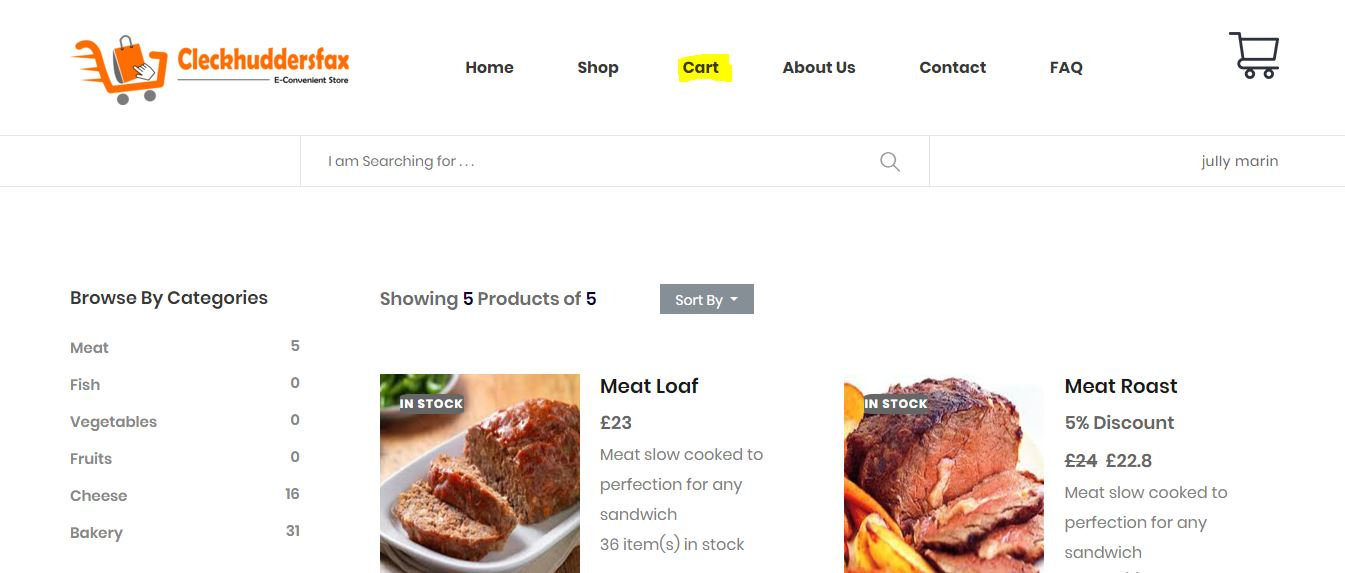 Cleckhuddersfax
E-Convenient Store
Home Shop Cart About Us Contact FAQ
I am Searching for . . .
jully marin
Browse By Categories
Meat 5
Fish 0
Vegetables 0
Fruits 0
Cheese 16
Bakery 31
Showing 5 Products of 5
Sort By
IN STOCK
Meat Loaf
£23
Meat slow cooked to
perfection for any
sandwich
36 item(s) in stock
IN STOCK
Meat Roast
5% Discount
£24 £22.8
Meat slow cooked to
perfection for any
sandwich